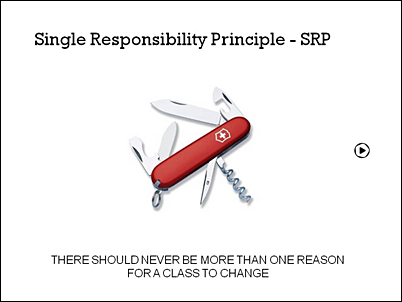 Single Responsibility Principle - SRP
THERE SHOULD NEVER BE MORE THAN ONE REASON
FOR A CLASS TO CHANGE